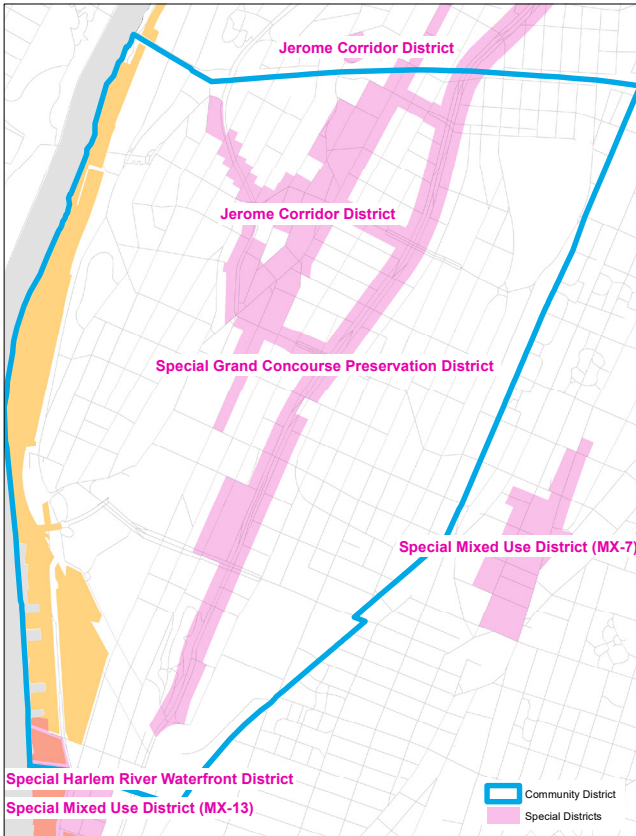 Jerome Corridor District
Jerome Corridor District
Special Grand Concourse Preservation District
Special Mixed Use District (MX-7)
Special Harlem River Waterfront District
Special Mixed Use District (MX-13)
Community District
Special Districts